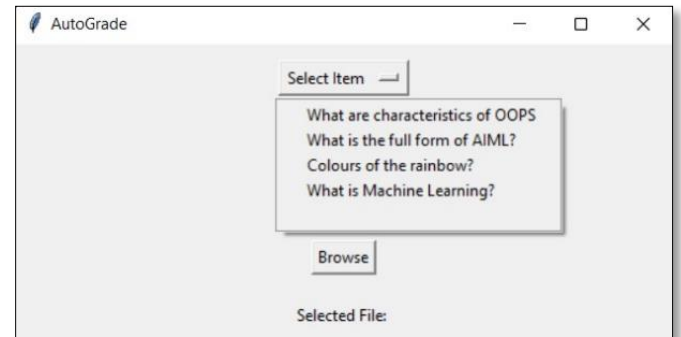 AutoGrade
Select Item
What are characteristics of OOPS
What is the full form of AIML?
Colours of the rainbow?
What is Machine Learning?
Browse
Selected File: